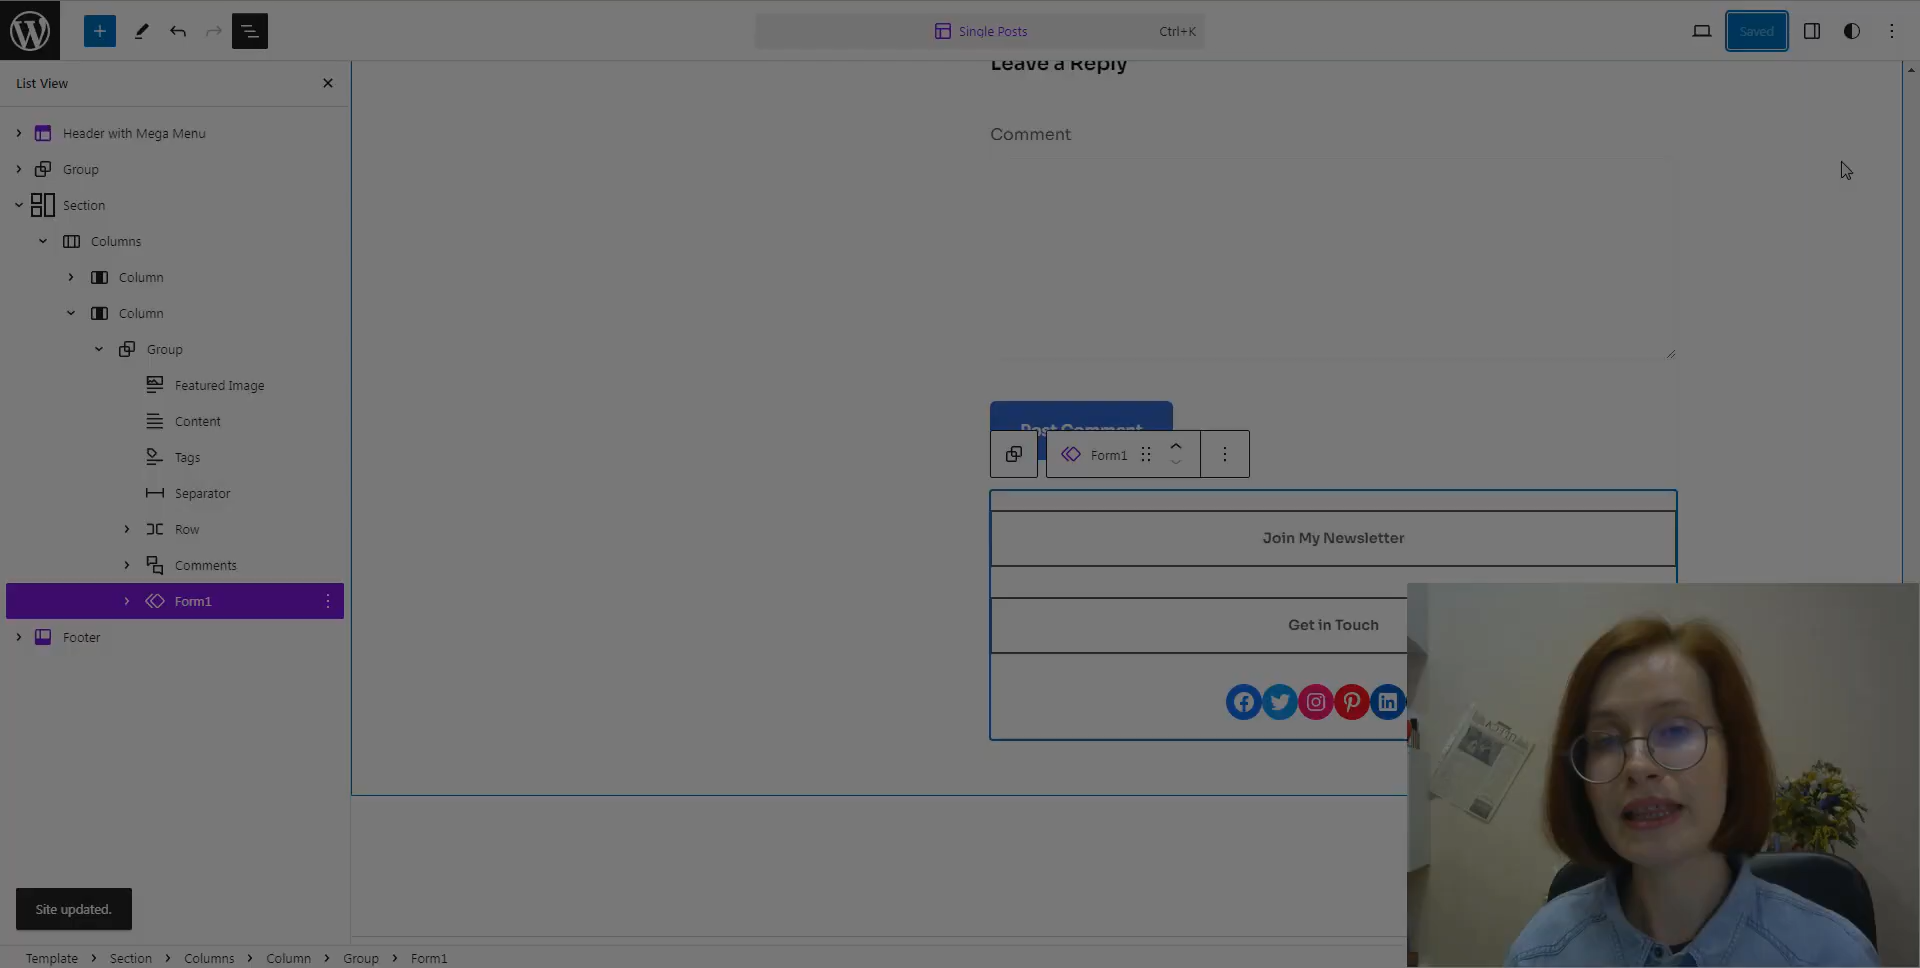 Single Posts
Ctrl+K
Saved
List View
Header with Mega Menu
Group
Section
Columns
Column
Column
Group
Featured Image
Content
Tags
Separator
Row
Comments
Form1
Footer
Leave a Reply
Comment
Post Comment
Form1
Join My Newsletter
Get in Touch
Site updated.
Template > Section > Columns > Column > Group > Form1